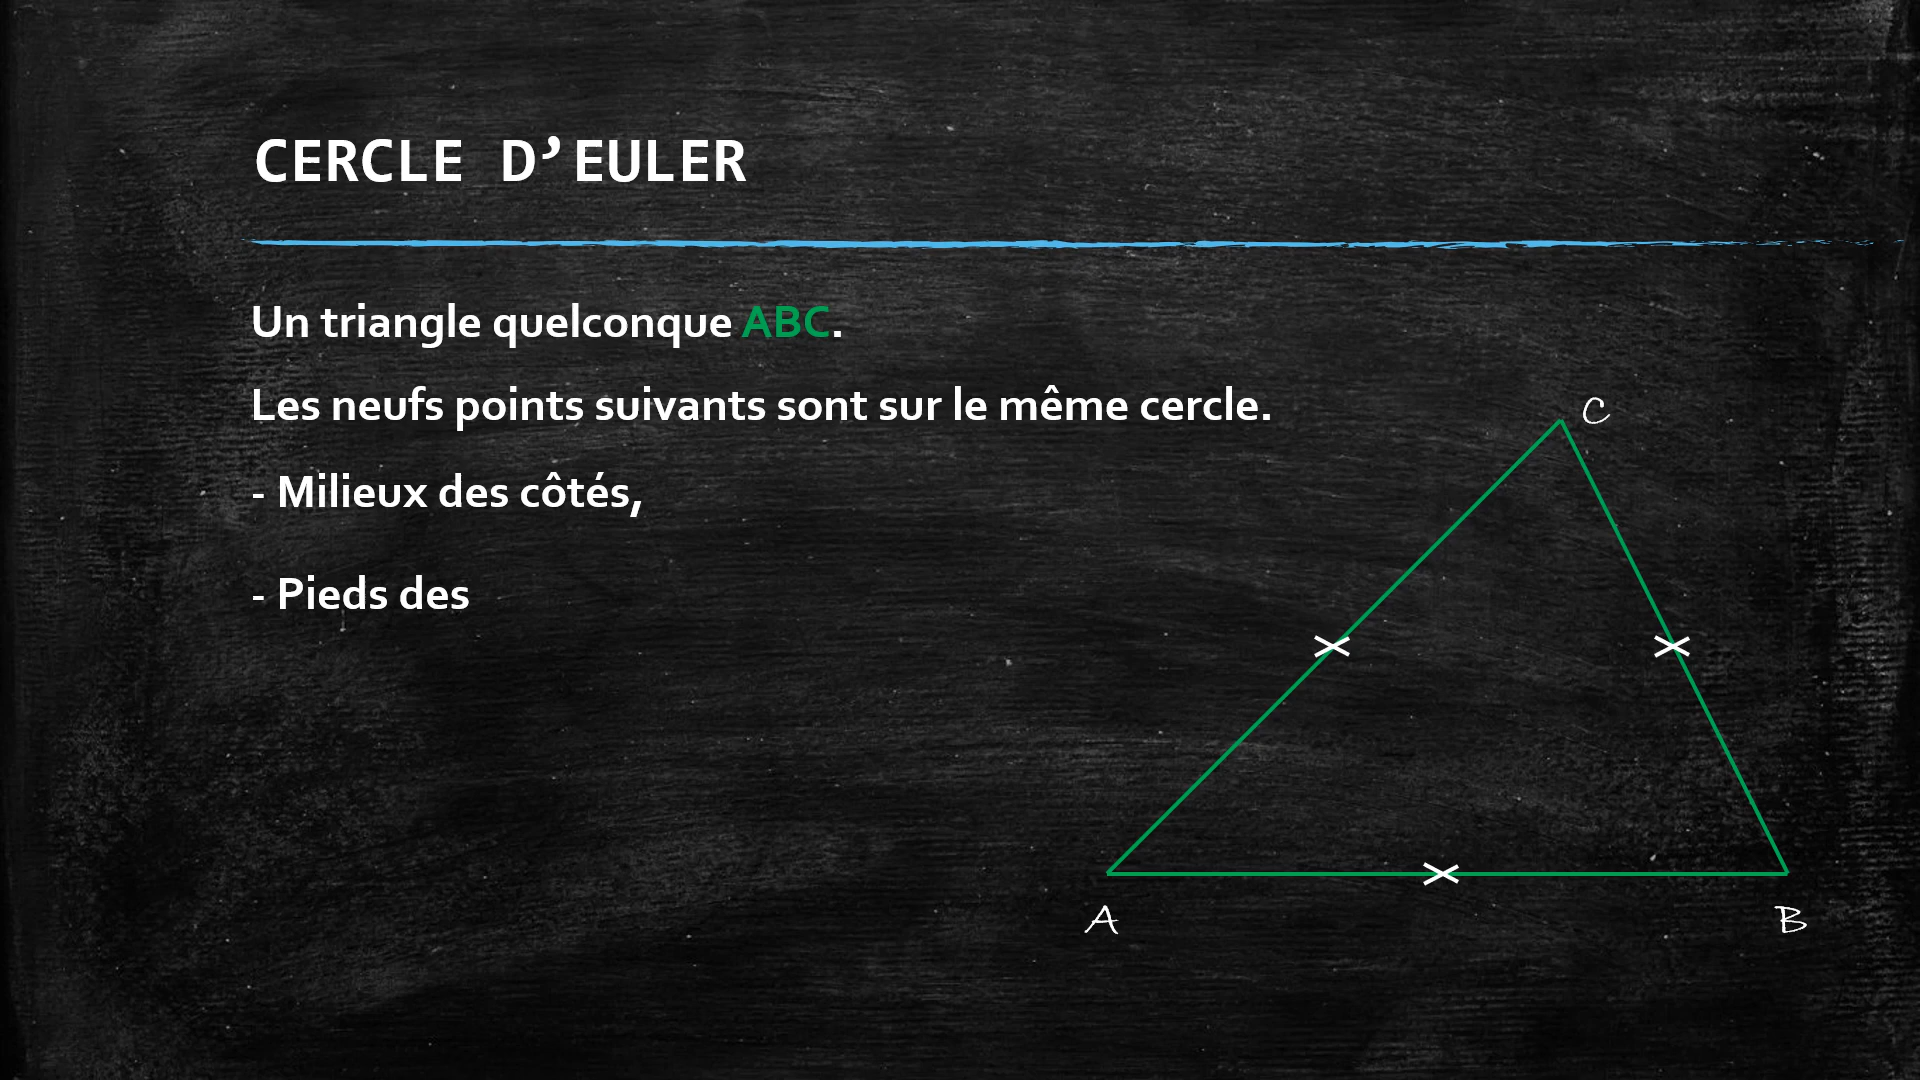 CERCLE D’EULER
Un triangle quelconque ABC.
Les neufs points suivants sont sur le même cercle.
C
- Milieux des côtés,
- Pieds des
A
B